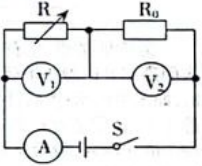 R R₀
V₁ V₂
A S